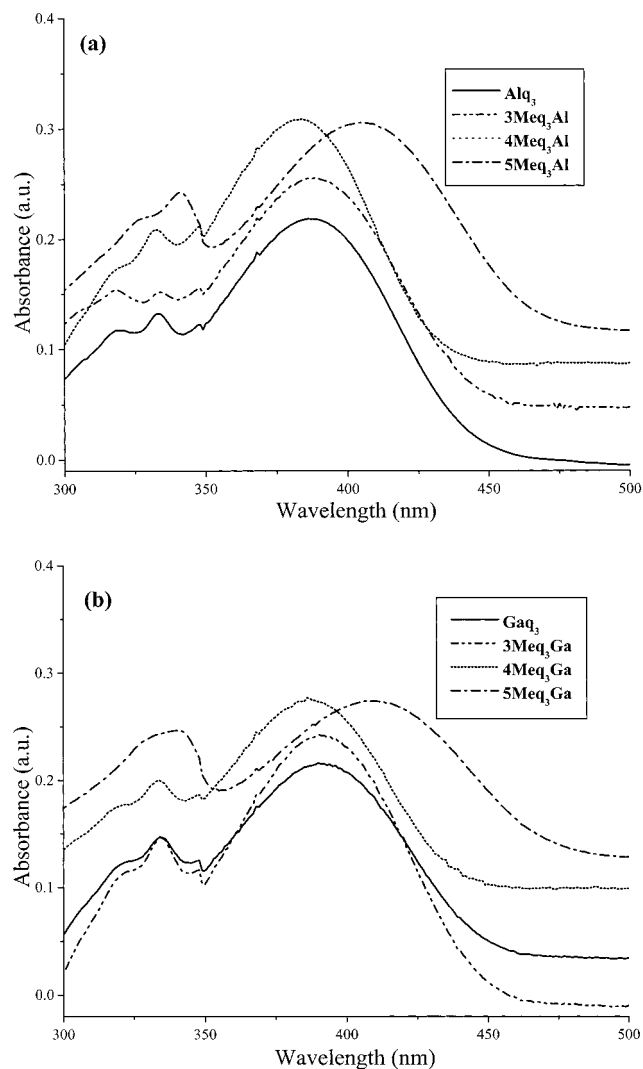 (a)
Alq3
3Meq3Al
4Meq3Al
5Meq3Al
0.4
0.3
0.2
0.1
0.0
Absorbance (a.u.)
300
350
400
450
500
Wavelength (nm)
(b)
Gaq3
3Meq3Ga
4Meq3Ga
5Meq3Ga
0.4
0.3
0.2
0.1
0.0
Absorbance (a.u.)
300
350
400
450
500
Wavelength (nm)